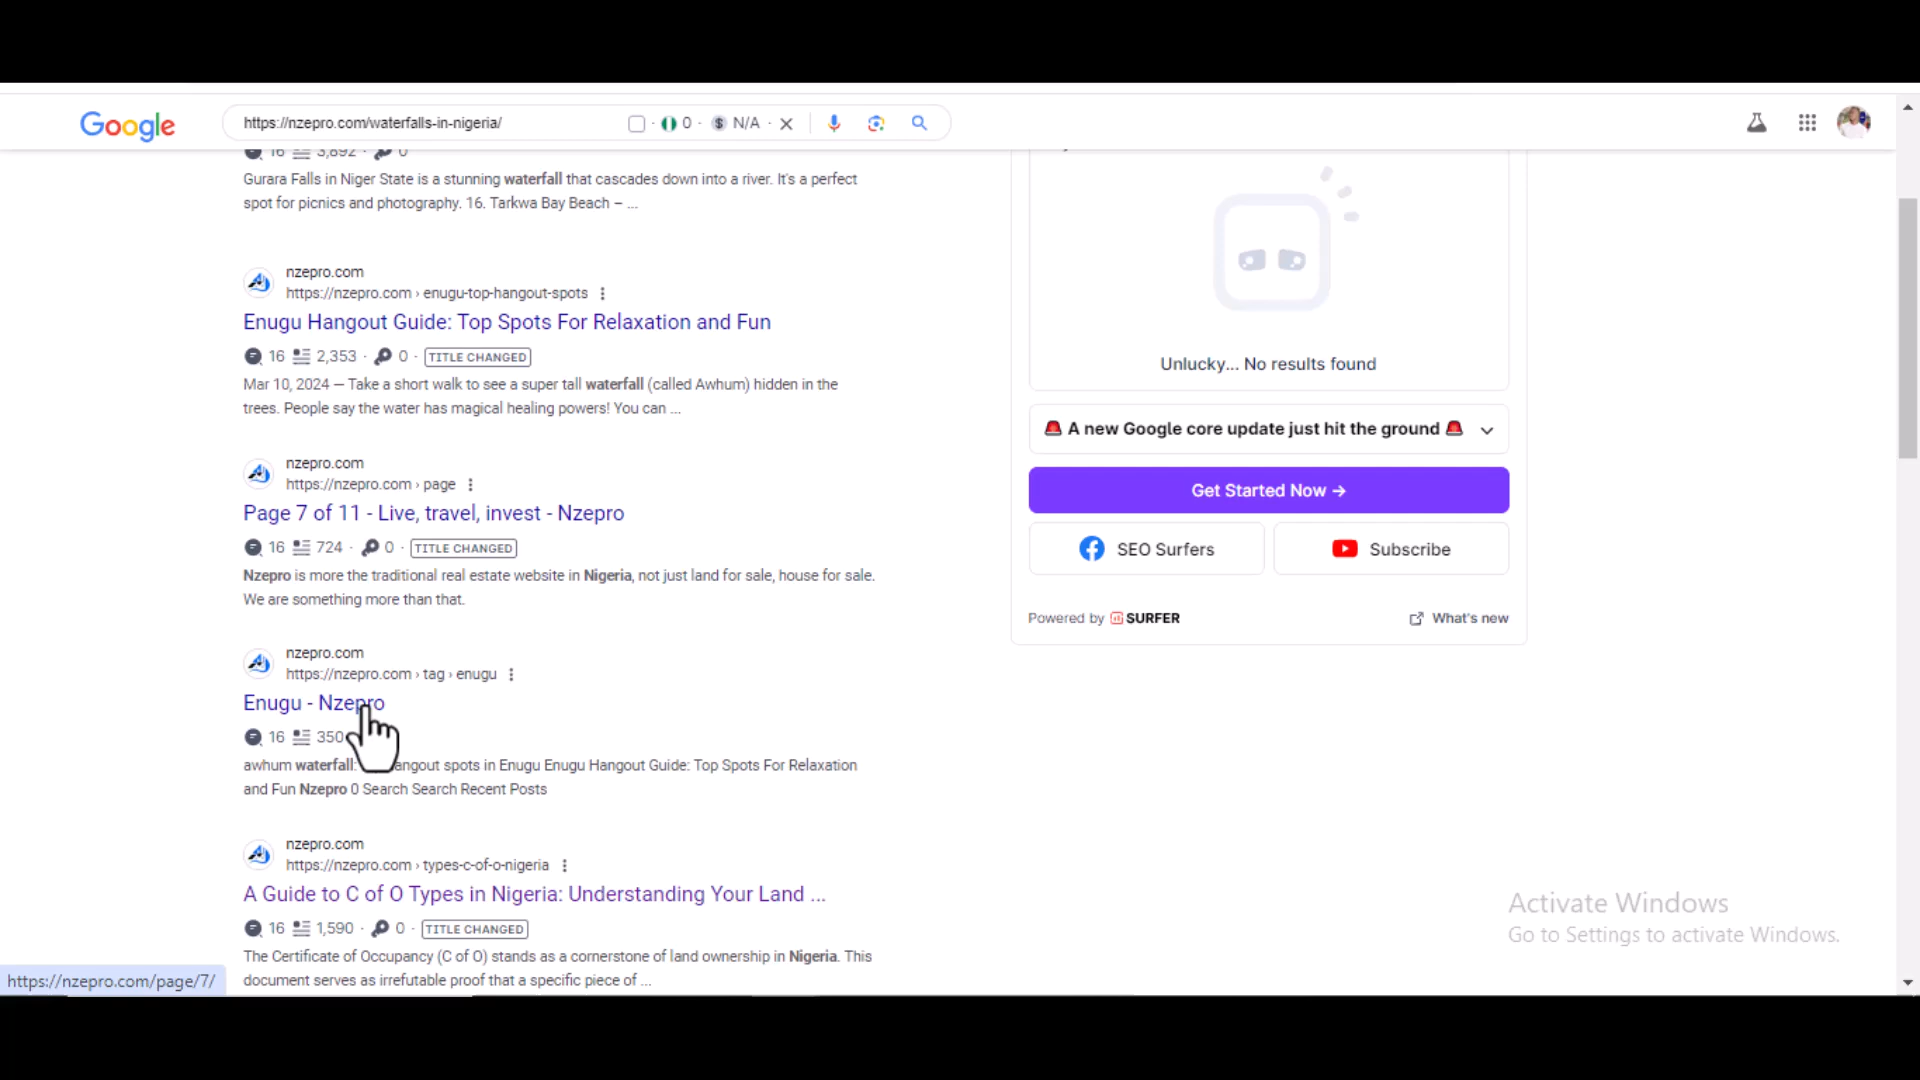 Google
https://nzepro.com/waterfalls-in-nigeria/
0 · N/A ·
16 3,892 · 0
Gurara Falls in Niger State is a stunning waterfall that cascades down into a river. It's a perfect
spot for picnics and photography. 16. Tarkwa Bay Beach – ...
nzepro.com
https://nzepro.com › enugu-top-hangout-spots
Enugu Hangout Guide: Top Spots For Relaxation and Fun
16 2,353 · 0 · TITLE CHANGED
Mar 10, 2024 — Take a short walk to see a super tall waterfall (called Awhum) hidden in the
trees. People say the water has magical healing powers! You can ...
nzepro.com
https://nzepro.com › page
Page 7 of 11 - Live, travel, invest - Nzepro
16 724 · 0 · TITLE CHANGED
Nzepro is more the traditional real estate website in Nigeria, not just land for sale, house for sale.
We are something more than that.
nzepro.com
https://nzepro.com › tag › enugu
Enugu - Nzepro
16 350
awhum waterfall: hangout spots in Enugu Enugu Hangout Guide: Top Spots For Relaxation
and Fun Nzepro 0 Search Search Recent Posts
nzepro.com
https://nzepro.com › types-c-of-o-nigeria
A Guide to C of O Types in Nigeria: Understanding Your Land ...
16 1,590 · 0 · TITLE CHANGED
The Certificate of Occupancy (C of O) stands as a cornerstone of land ownership in Nigeria. This
document serves as irrefutable proof that a specific piece of ...
https://nzepro.com/page/7/
Unlucky... No results found
A new Google core update just hit the ground
Get Started Now →
SEO Surfers
Subscribe
Powered by SURFER
What's new
Activate Windows
Go to Settings to activate Windows.